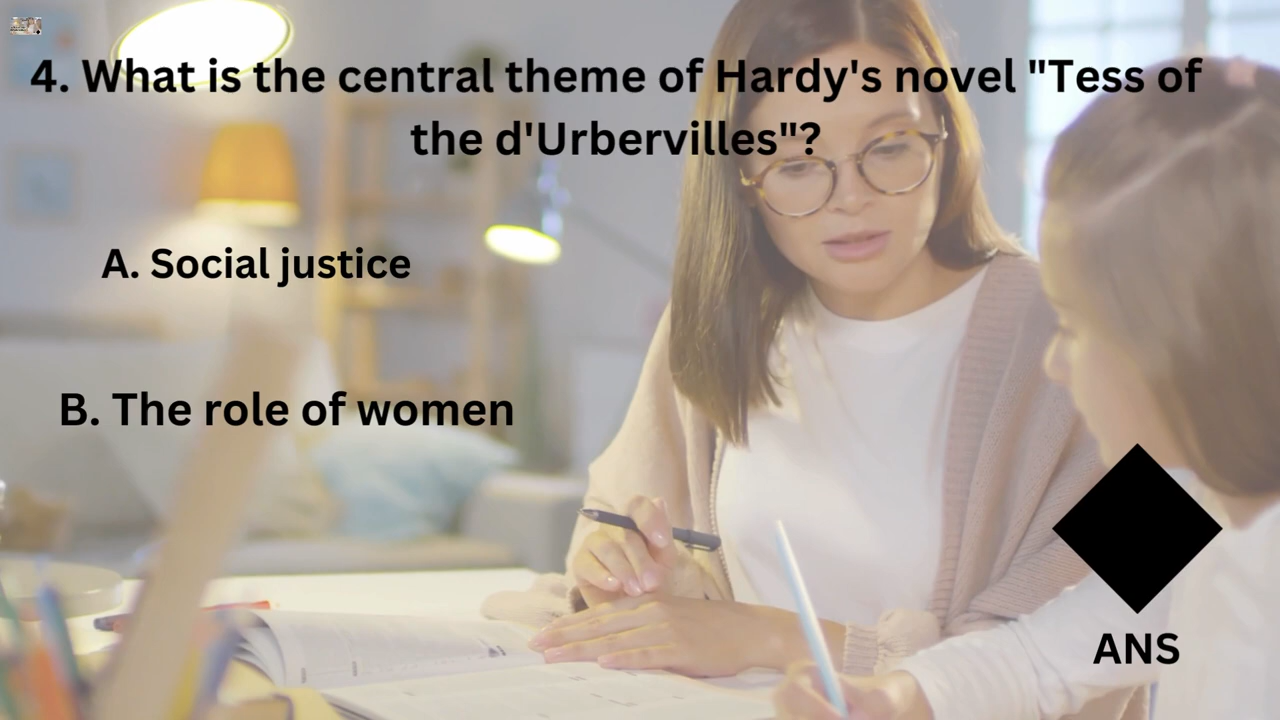 4. What is the central theme of Hardy's novel "Tess of
the d'Urbervilles"?
A. Social justice
B. The role of women
ANS